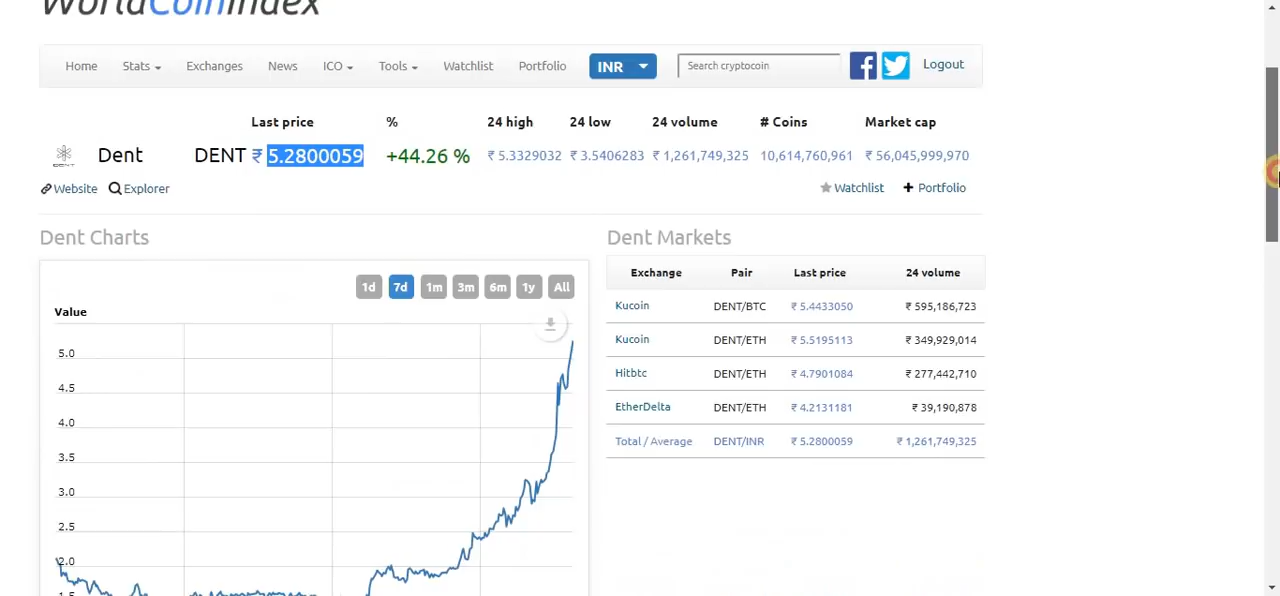 WorldCoinIndex
Home Stats Exchanges News ICO Tools Watchlist Portfolio INR Search cryptocoin Logout
Last price % 24 high 24 low 24 volume # Coins Market cap
DENT Dent DENT ₹ 5.2800059 +44.26 % ₹ 5.3329032 ₹ 3.5406283 ₹ 1,261,749,325 10,614,760,961 ₹ 56,045,999,970
Website Explorer Watchlist Portfolio
Dent Charts
1d 7d 1m 3m 6m 1y All
Value
5.0
4.5
4.0
3.5
3.0
2.5
2.0
1.5
Dent Markets
Exchange Pair Last price 24 volume
Kucoin DENT/BTC ₹ 5.4433050 ₹ 595,186,723
Kucoin DENT/ETH ₹ 5.5195113 ₹ 349,929,014
Hitbtc DENT/ETH ₹ 4.7901084 ₹ 277,442,710
EtherDelta DENT/ETH ₹ 4.2131181 ₹ 39,190,878
Total / Average DENT/INR ₹ 5.2800059 ₹ 1,261,749,325